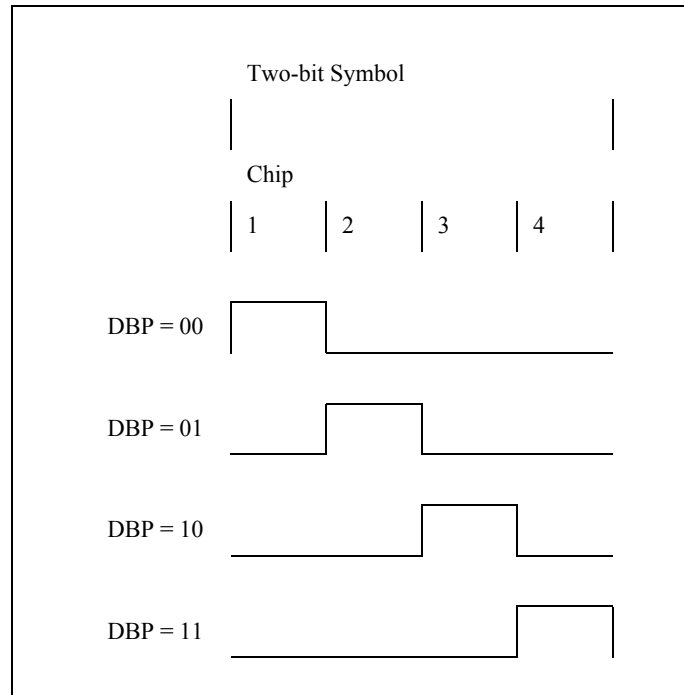 Two-bit Symbol
Chip
1 2 3 4
DBP = 00
DBP = 01
DBP = 10
DBP = 11